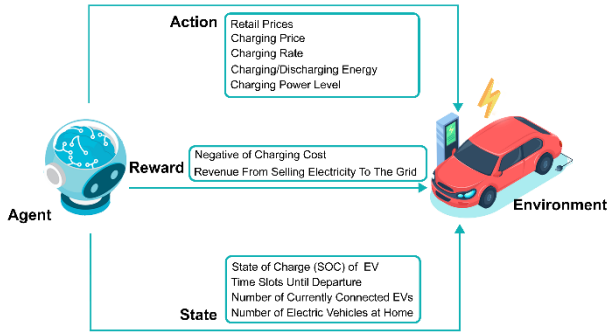 Action
Retail Prices
Charging Price
Charging Rate
Charging/Discharging Energy
Charging Power Level
Reward
Negative of Charging Cost
Revenue From Selling Electricity To The Grid
Agent
Environment
State
State of Charge (SOC) of EV
Time Slots Until Departure
Number of Currently Connected EVs
Number of Electric Vehicles at Home